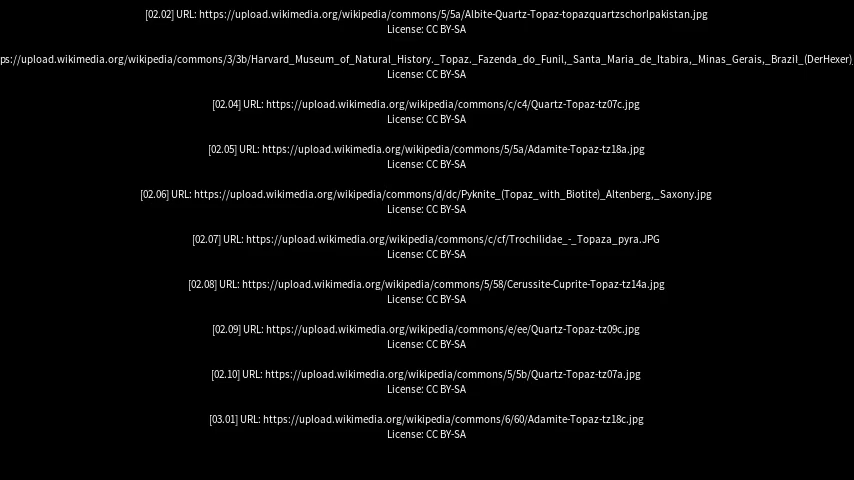 [02.02] URL: https://upload.wikimedia.org/wikipedia/commons/5/5a/Albite-Quartz-Topaz-topazquartzschorlpakistan.jpg
License: CC BY-SA
ps://upload.wikimedia.org/wikipedia/commons/3/3b/Harvard_Museum_of_Natural_History._Topaz._Fazenda_do_Funil,_Santa_Maria_de_Itabira,_Minas_Gerais,_Brazil_(DerHexer)
License: CC BY-SA
[02.04] URL: https://upload.wikimedia.org/wikipedia/commons/c/c4/Quartz-Topaz-tz07c.jpg
License: CC BY-SA
[02.05] URL: https://upload.wikimedia.org/wikipedia/commons/5/5a/Adamite-Topaz-tz18a.jpg
License: CC BY-SA
[02.06] URL: https://upload.wikimedia.org/wikipedia/commons/d/dc/Pyknite_(Topaz_with_Biotite)_Altenberg,_Saxony.jpg
License: CC BY-SA
[02.07] URL: https://upload.wikimedia.org/wikipedia/commons/c/cf/Trochilidae_-_Topaza_pyra.JPG
License: CC BY-SA
[02.08] URL: https://upload.wikimedia.org/wikipedia/commons/5/58/Cerussite-Cuprite-Topaz-tz14a.jpg
License: CC BY-SA
[02.09] URL: https://upload.wikimedia.org/wikipedia/commons/e/ee/Quartz-Topaz-tz09c.jpg
License: CC BY-SA
[02.10] URL: https://upload.wikimedia.org/wikipedia/commons/5/5b/Quartz-Topaz-tz07a.jpg
License: CC BY-SA
[03.01] URL: https://upload.wikimedia.org/wikipedia/commons/6/60/Adamite-Topaz-tz18c.jpg
License: CC BY-SA